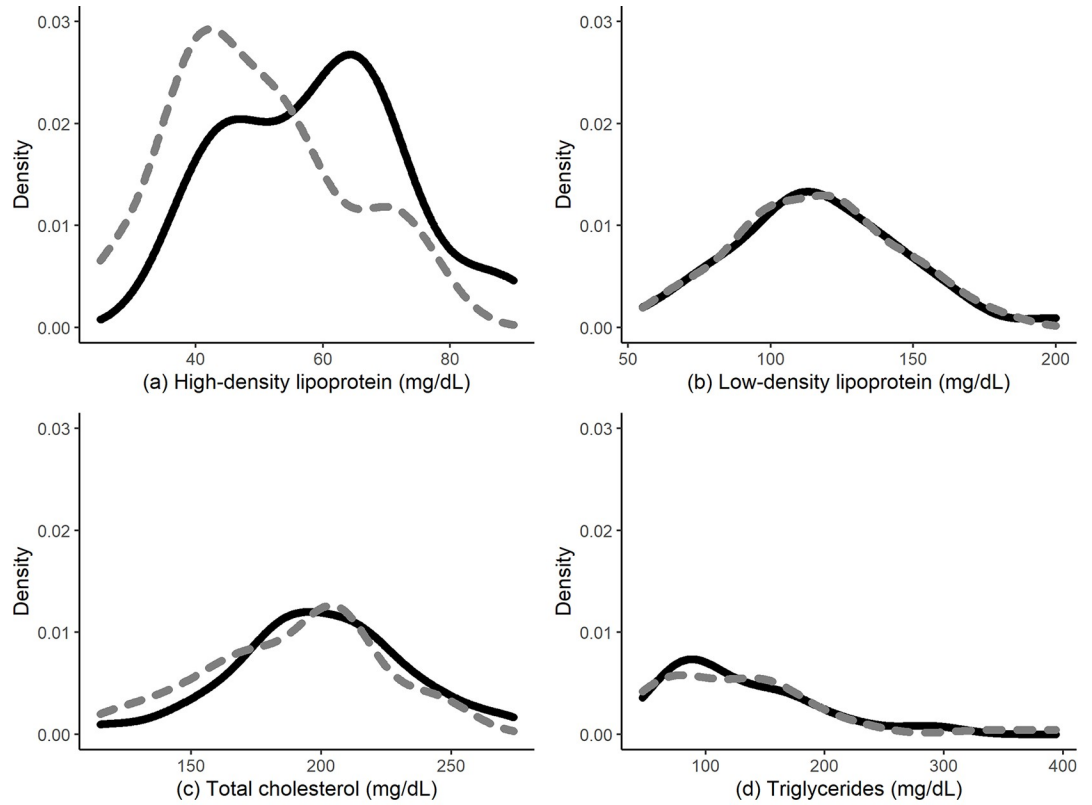 0.03
0.02
0.01
0.00
Density
40 60 80
(a) High-density lipoprotein (mg/dL)
0.03
0.02
0.01
0.00
Density
50 100 150 200
(b) Low-density lipoprotein (mg/dL)
0.03
0.02
0.01
0.00
Density
150 200 250
(c) Total cholesterol (mg/dL)
0.03
0.02
0.01
0.00
Density
100 200 300 400
(d) Triglycerides (mg/dL)